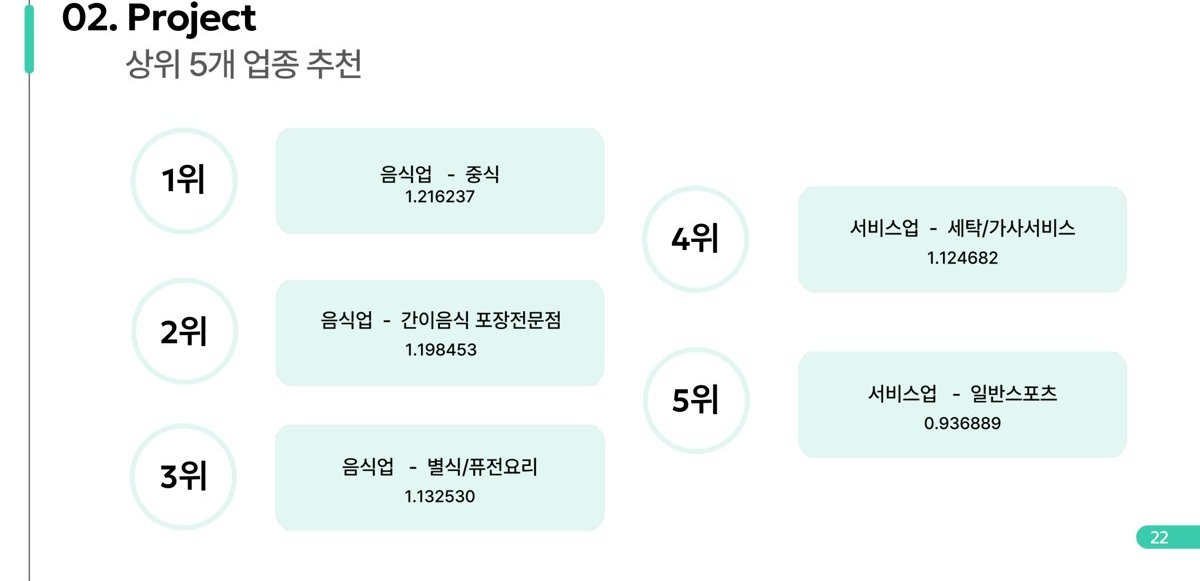 02. Project
상위 5개 업종 추천
1위
음식업 - 중식
1.216237
2위
음식업 - 간이음식 포장전문점
1.198453
3위
음식업 - 별식/퓨전요리
1.132530
4위
서비스업 - 세탁/가사서비스
1.124682
5위
서비스업 - 일반스포츠
0.936889
22